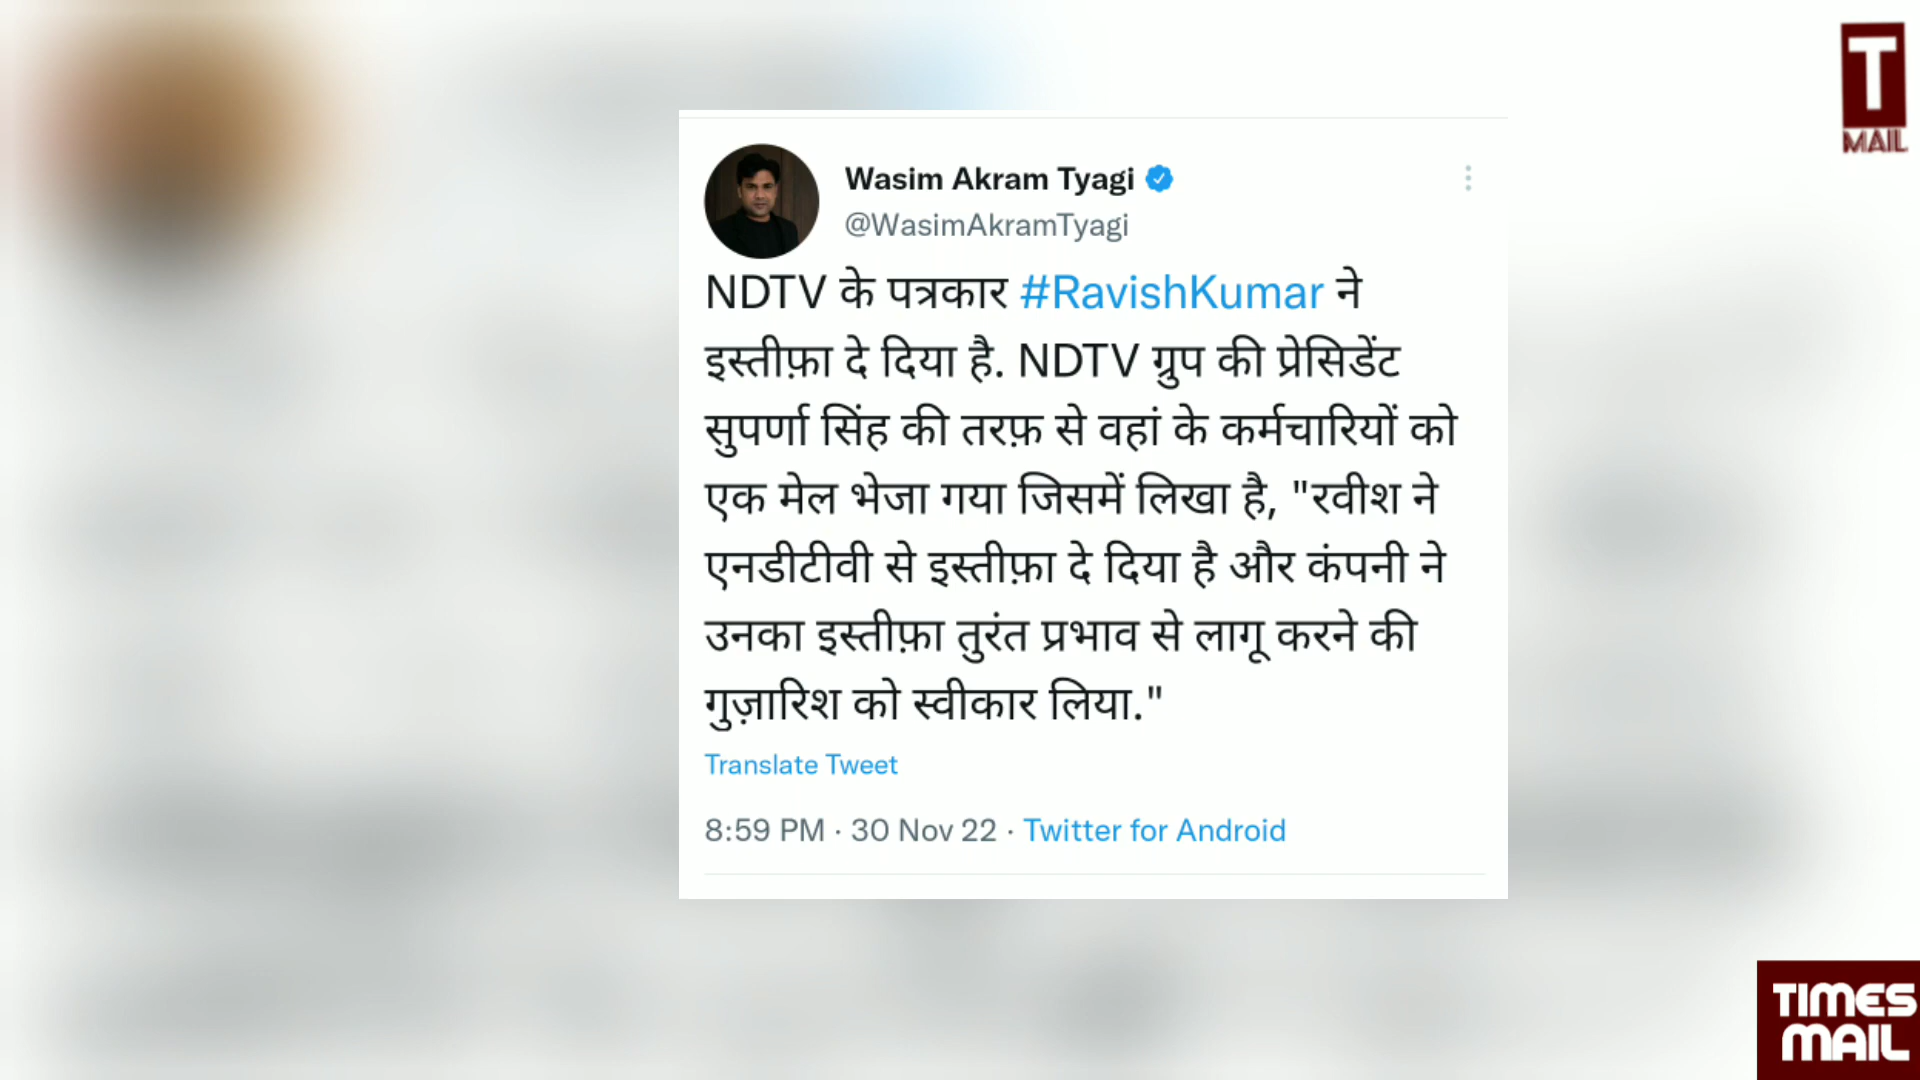 T
MAIL
Wasim Akram Tyagi
@WasimAkramTyagi
NDTV के पत्रकार #RavishKumar ने
इस्तीफ़ा दे दिया है. NDTV ग्रुप की प्रेसिडेंट
सुपर्णा सिंह की तरफ़ से वहां के कर्मचारियों को
एक मेल भेजा गया जिसमें लिखा है, "रवीश ने
एनडीटीवी से इस्तीफ़ा दे दिया है और कंपनी ने
उनका इस्तीफ़ा तुरंत प्रभाव से लागू करने की
गुज़ारिश को स्वीकार लिया."
Translate Tweet
8:59 PM · 30 Nov 22 · Twitter for Android
TIMES
MAIL